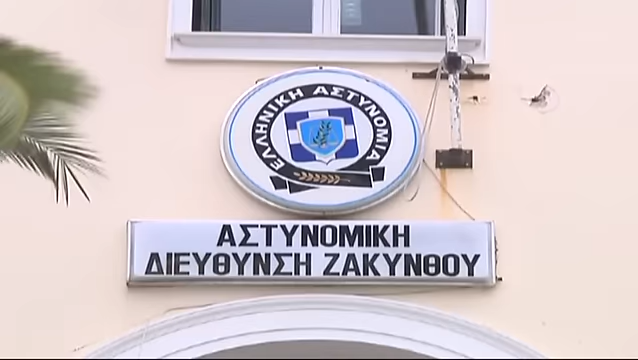 ΕΛΛΗΝΙΚΗ ΑΣΤΥΝΟΜΙΑ
ΑΣΤΥΝΟΜΙΚΗ
ΔΙΕΥΘΥΝΣΗ ΖΑΚΥΝΘΟΥ